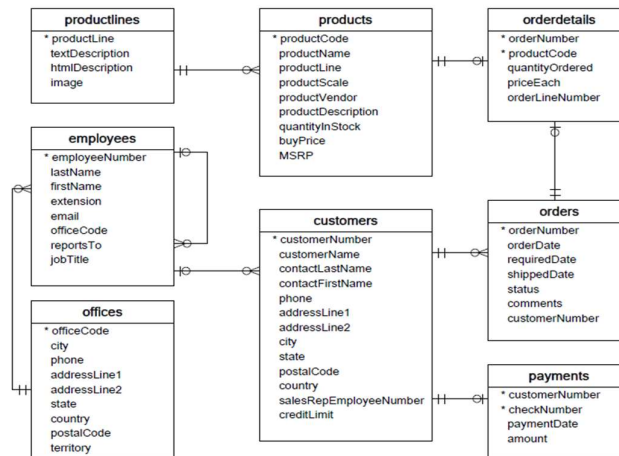 productlines
* productLine
textDescription
htmlDescription
image
products
* productCode
productName
productLine
productScale
productVendor
productDescription
quantityInStock
buyPrice
MSRP
orderdetails
* orderNumber
* productCode
quantityOrdered
priceEach
orderLineNumber
employees
* employeeNumber
lastName
firstName
extension
email
officeCode
reportsTo
jobTitle
customers
* customerNumber
customerName
contactLastName
contactFirstName
phone
addressLine1
addressLine2
city
state
postalCode
country
salesRepEmployeeNumber
creditLimit
orders
* orderNumber
orderDate
requiredDate
shippedDate
status
comments
customerNumber
offices
* officeCode
city
phone
addressLine1
addressLine2
state
country
postalCode
territory
payments
* customerNumber
* checkNumber
paymentDate
amount